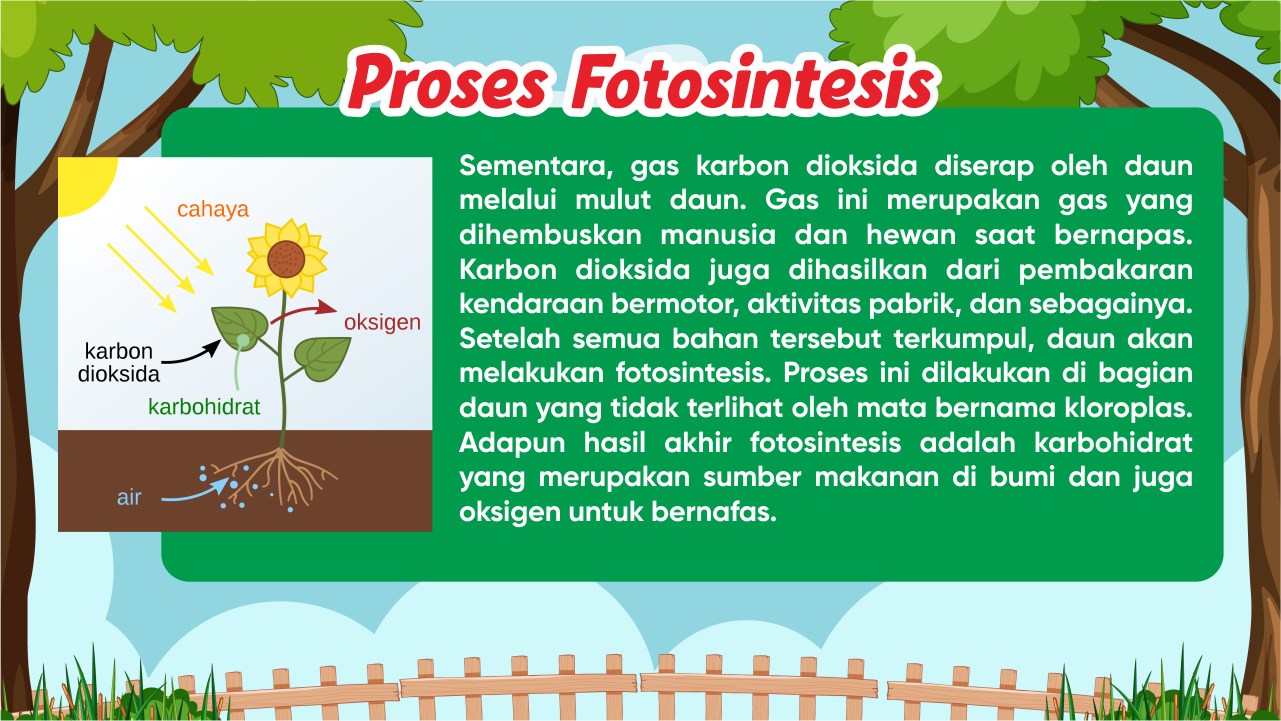 Proses Fotosintesis
cahaya
oksigen
karbon
dioksida
karbohidrat
air
Sementara, gas karbon dioksida diserap oleh daun
melalui mulut daun. Gas ini merupakan gas yang
dihembuskan manusia dan hewan saat bernapas.
Karbon dioksida juga dihasilkan dari pembakaran
kendaraan bermotor, aktivitas pabrik, dan sebagainya.
Setelah semua bahan tersebut terkumpul, daun akan
melakukan fotosintesis. Proses ini dilakukan di bagian
daun yang tidak terlihat oleh mata bernama kloroplas.
Adapun hasil akhir fotosintesis adalah karbohidrat
yang merupakan sumber makanan di bumi dan juga
oksigen untuk bernafas.